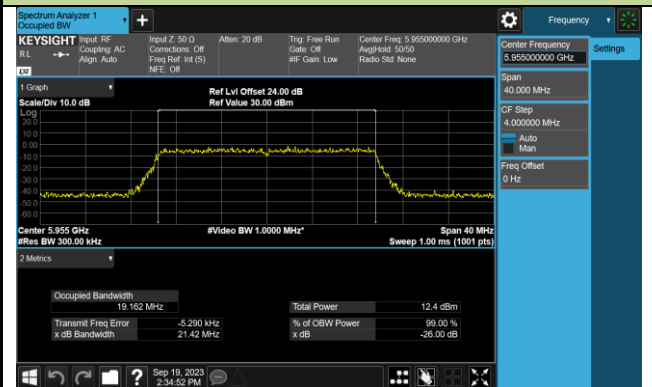 Spectrum Analyzer 1
Occupied BW
+
Frequency
KEYSIGHT
R L
LXI
Input: RF
Coupling: AC
Align: Auto
Input Z: 50 Ω
Corrections: Off
Freq Ref: Int (S)
NFE: Off
Atten: 20 dB
Trig: Free Run
Gate: Off
#IF Gain: Low
Center Freq: 5.955000000 GHz
Avg|Hold: 50/50
Radio Std: None
Center Frequency
5.955000000 GHz
Settings
Span
40.000 MHz
CF Step
4.000000 MHz
Auto
Man
Freq Offset
0 Hz
1 Graph
Scale/Div 10.0 dB
Ref Lvl Offset 24.00 dB
Ref Value 30.00 dBm
Log
20.0
10.0
0.00
-10.0
-20.0
-30.0
-40.0
-50.0
-60.0
Center 5.955 GHz
#Video BW 1.0000 MHz*
Span 40 MHz
#Res BW 300.00 kHz
Sweep 1.00 ms (1001 pts)
2 Metrics
Occupied Bandwidth
19.162 MHz
Total Power 12.4 dBm
Transmit Freq Error -5.290 kHz
% of OBW Power 99.00 %
x dB Bandwidth 21.42 MHz
x dB -26.00 dB
?
Sep 19, 2023
2:34:52 PM